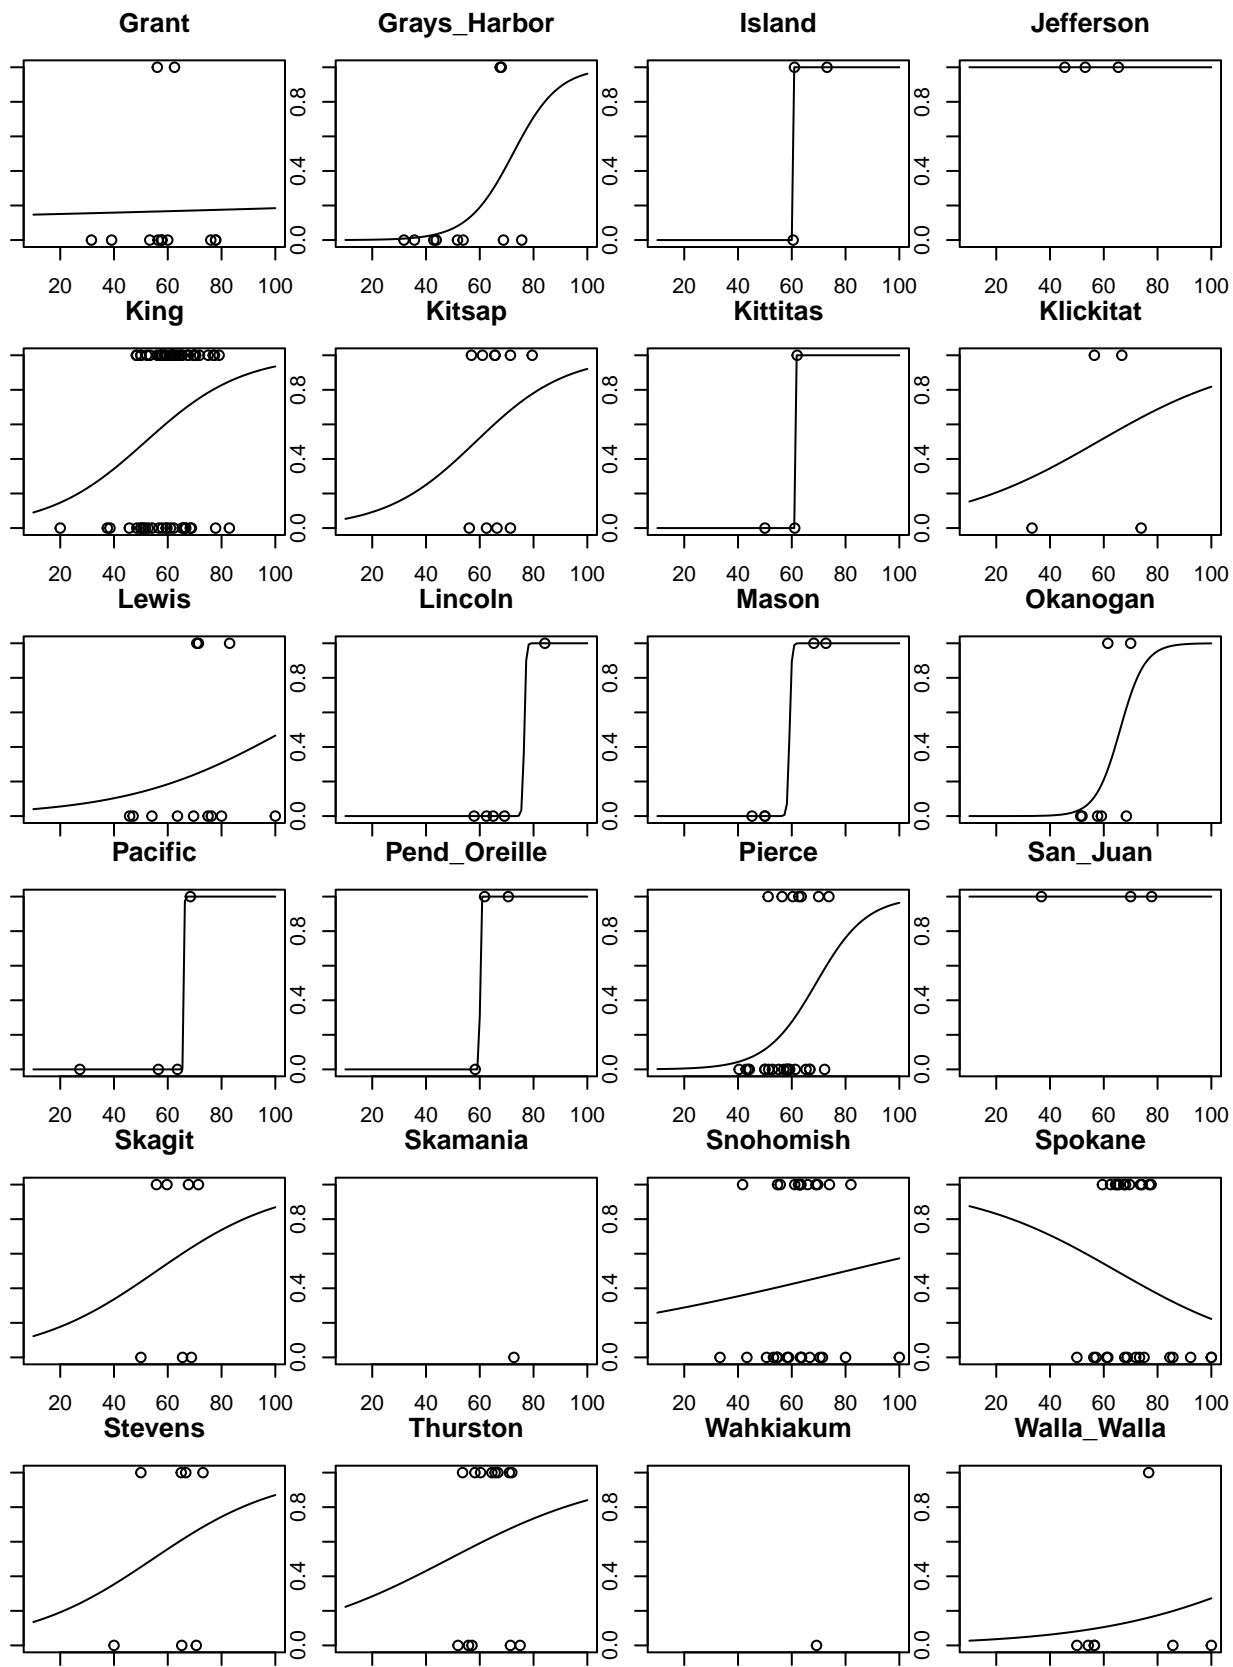 Grant Grays_Harbor Island Jefferson
0.0 0.4 0.8 0.0 0.4 0.8 0.0 0.4 0.8
20 40 60 80 100 20 40 60 80 100 20 40 60 80 100 20 40 60 80 100
King Kitsap Kittitas Klickitat
0.0 0.4 0.8 0.0 0.4 0.8 0.0 0.4 0.8
20 40 60 80 100 20 40 60 80 100 20 40 60 80 100 20 40 60 80 100
Lewis Lincoln Mason Okanogan
0.0 0.4 0.8 0.0 0.4 0.8 0.0 0.4 0.8
Pacific Pend_Oreille Pierce San_Juan
0.0 0.4 0.8 0.0 0.4 0.8 0.0 0.4 0.8
20 40 60 80 100 20 40 60 80 100 20 40 60 80 100 20 40 60 80 100
Skagit Skamania Snohomish Spokane
0.0 0.4 0.8 0.0 0.4 0.8 0.0 0.4 0.8
20 40 60 80 100 20 40 60 80 100 20 40 60 80 100 20 40 60 80 100
Stevens Thurston Wahkiakum Walla_Walla
0.0 0.4 0.8 0.0 0.4 0.8 0.0 0.4 0.8